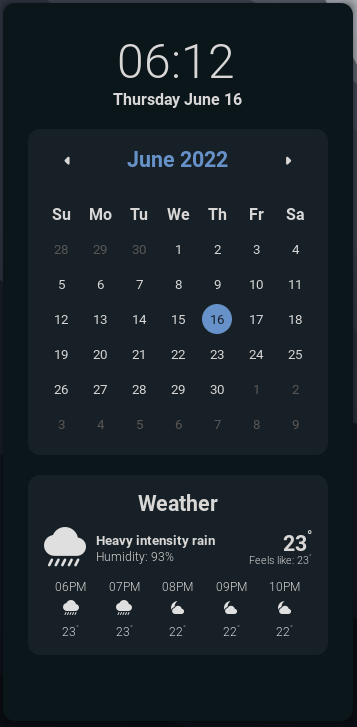 06:12
Thursday June 16
June 2022
Su Mo Tu We Th Fr Sa
28 29 30 1 2 3 4
5 6 7 8 9 10 11
12 13 14 15 16 17 18
19 20 21 22 23 24 25
26 27 28 29 30 1 2
3 4 5 6 7 8 9
Weather
Heavy intensity rain 23°
Humidity: 93% Feels like: 23°
06PM 07PM 08PM 09PM 10PM
23° 23° 22° 22° 22°